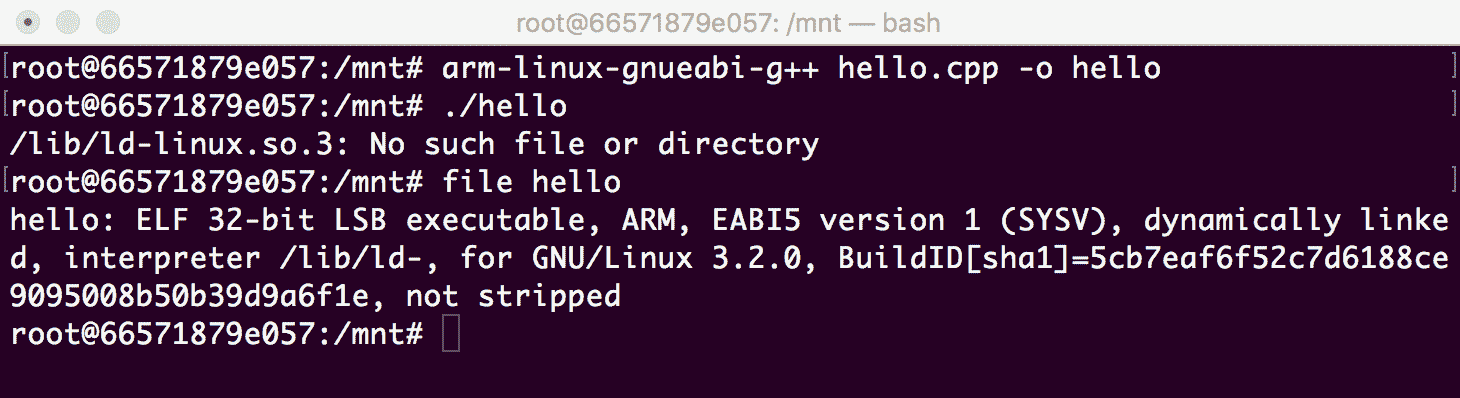 root@66571879e057: /mnt — bash
[root@66571879e057:/mnt# arm-linux-gnueabi-g++ hello.cpp -o hello ]
[root@66571879e057:/mnt# ./hello ]
/lib/ld-linux.so.3: No such file or directory
[root@66571879e057:/mnt# file hello ]
hello: ELF 32-bit LSB executable, ARM, EABI5 version 1 (SYSV), dynamically linke
d, interpreter /lib/ld-, for GNU/Linux 3.2.0, BuildID[sha1]=5cb7eaf6f52c7d6188ce
9095008b50b39d9a6f1e, not stripped
root@66571879e057:/mnt#